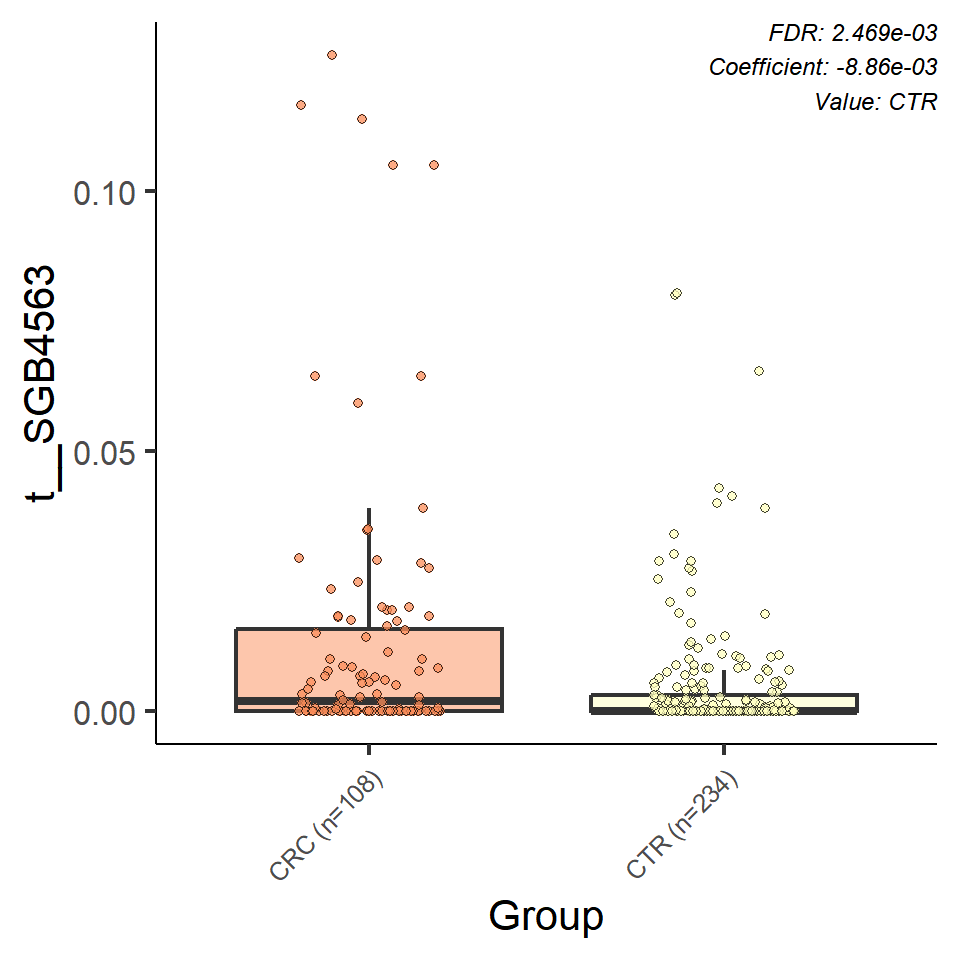 FDR: 2.469e-03
Coefficient: -8.86e-03
Value: CTR
t__SGB4563
0.10
0.05
0.00
CRC (n=108)
CTR (n=234)
Group